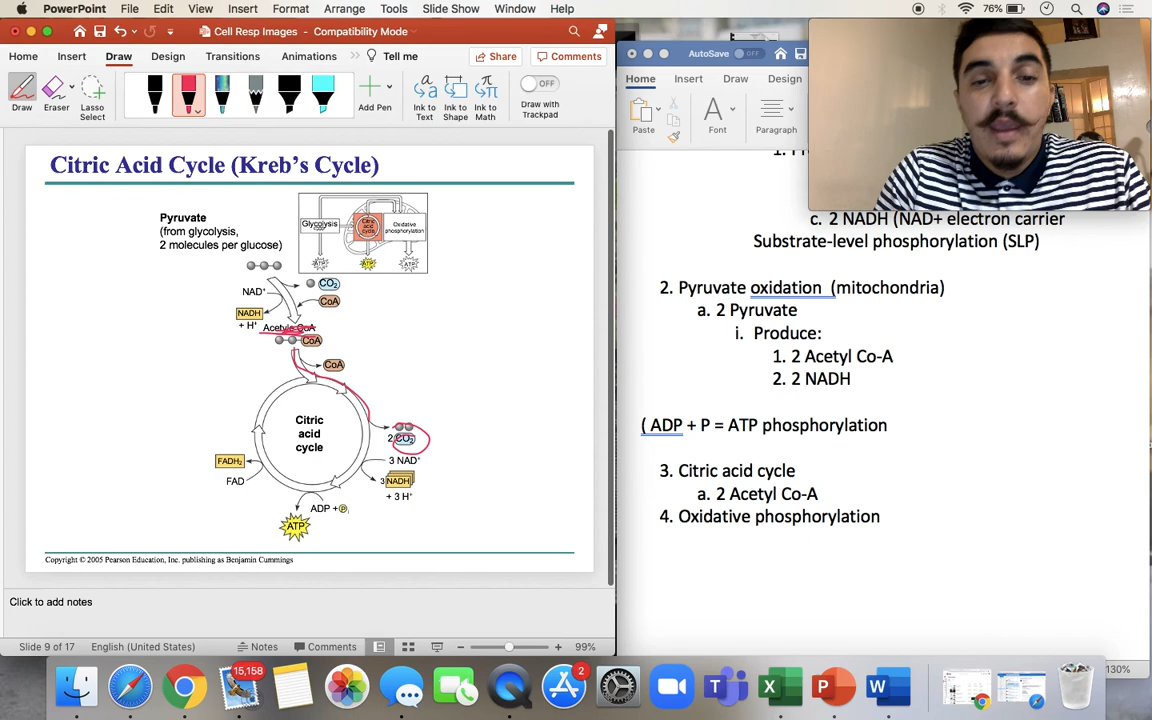 PowerPoint File Edit View Insert Format Arrange Tools Slide Show Window Help 76%
Cell Resp Images - Compatibility Mode
Home Insert Draw Design Transitions Animations Tell me Share Comments
Draw Eraser Lasso Select Add Pen Ink to Text Ink to Shape Ink to Math OFF Draw with Trackpad
AutoSave OFF
Home Insert Draw Design
Paste Font Paragraph
Citric Acid Cycle (Kreb's Cycle)
Pyruvate
(from glycolysis,
2 molecules per glucose)
Glycolysis
Citric
acid
cycle
Oxidative
phosphorylation
ATP ATP ATP
CO2
NAD+
CoA
NADH
+ H+
Acetyle CoA
CoA
CoA
Citric
acid
cycle
2 CO2
3 NAD+
FADH2
3 NADH
FAD
+ 3 H+
ADP + P
ATP
Copyright © 2005 Pearson Education, Inc. publishing as Benjamin Cummings
Click to add notes
Slide 9 of 17 English (United States) Notes Comments 99%
c. 2 NADH (NAD+ electron carrier
Substrate-level phosphorylation (SLP)
2. Pyruvate oxidation (mitochondria)
a. 2 Pyruvate
i. Produce:
1. 2 Acetyl Co-A
2. 2 NADH
( ADP + P = ATP phosphorylation
3. Citric acid cycle
a. 2 Acetyl Co-A
4. Oxidative phosphorylation
130%
15,158
2